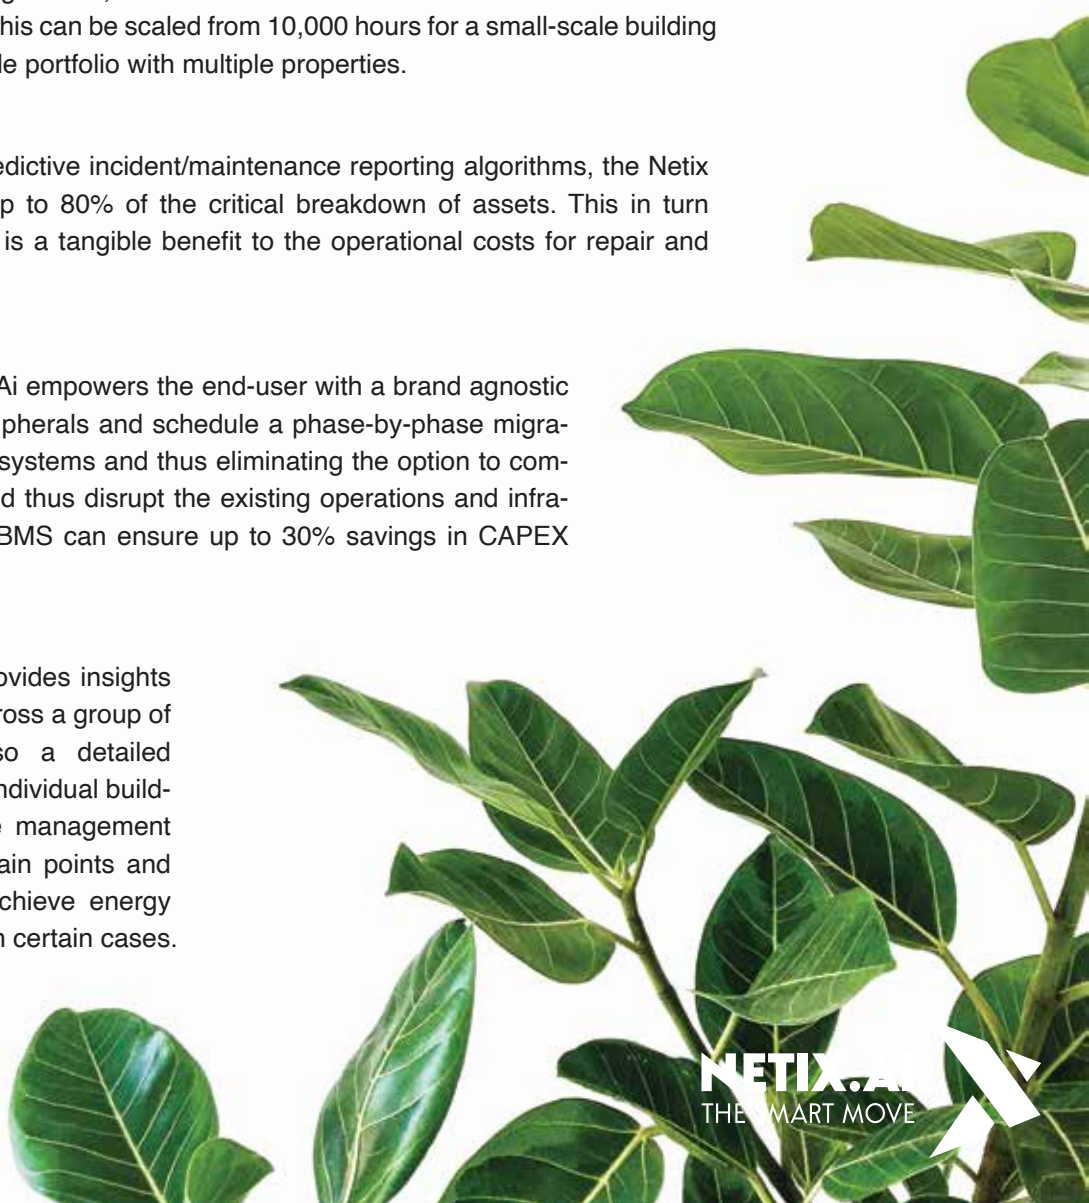 his can be scaled from 10,000 hours for a small-scale building
le portfolio with multiple properties.
edictive incident/maintenance reporting algorithms, the Netix
p to 80% of the critical breakdown of assets. This in turn
is a tangible benefit to the operational costs for repair and
Ai empowers the end-user with a brand agnostic
pherals and schedule a phase-by-phase migra-
systems and thus eliminating the option to com-
d thus disrupt the existing operations and infra-
BMS can ensure up to 30% savings in CAPEX
ovides insights
ross a group of
so a detailed
ndividual build-
e management
ain points and
chieve energy
n certain cases.
NETIX.AI
THE SMART MOVE